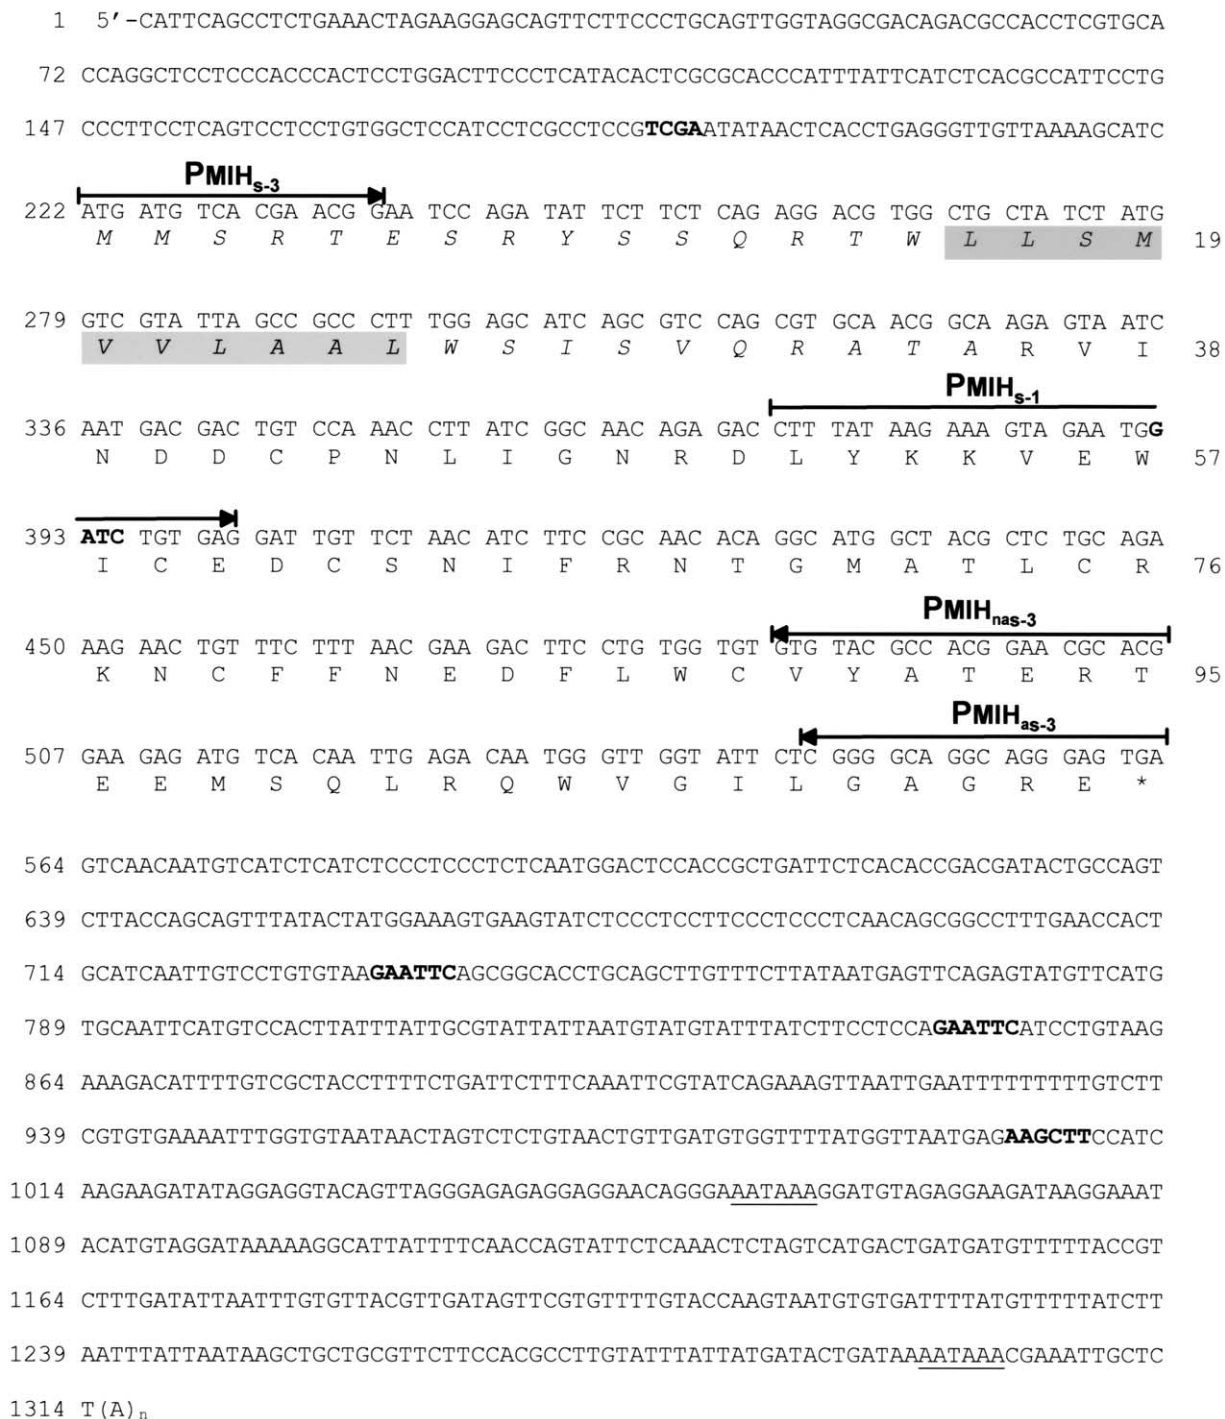 1 5'-CATTCAGCCTCTGAAACTAGAAGGAGCAGTTCTTCCCTGCAGTTGGTAGGCGACAGACGCCACCTCGTGCA
72 CCAGGCTCCTCCCACCCACTCCTGGACTTCCCTCATACACTCGCGCACCCATTTATTCATCTCACGCCATTCCTG
147 CCCTTCCTCAGTCCTCCTGTGGCTCCATCCTCGCCTCCGTCGAATATAACTCACCTGAGGGTTGTTAAAAGCATC
PMIHs-3
222 ATG ATG TCA CGA ACG GAA TCC AGA TAT TCT TCT CAG AGG ACG TGG CTG CTA TCT ATG
M M S R T E S R Y S S Q R T W L L S M 19
279 GTC GTA TTA GCC GCC CTT TGG AGC ATC AGC GTC CAG CGT GCA ACG GCA AGA GTA ATC
V V L A A L W S I S V Q R A T A R V I 38
PMIHs-1
336 AAT GAC GAC TGT CCA AAC CTT ATC GGC AAC AGA GAC CTT TAT AAG AAA GTA GAA TGG
N D D C P N L I G N R D L Y K K V E W 57
393 ATC TGT GAG GAT TGT TCT AAC ATC TTC CGC AAC ACA GGC ATG GCT ACG CTC TGC AGA
I C E D C S N I F R N T G M A T L C R 76
PMIHnas-3
450 AAG AAC TGT TTC TTT AAC GAA GAC TTC CTG TGG TGT GTG TAC GCC ACG GAA CGC ACG
K N C F F N E D F L W C V Y A T E R T 95
PMIHas-3
507 GAA GAG ATG TCA CAA TTG AGA CAA TGG GTT GGT ATT CTC GGG GCA GGC AGG GAG TGA
E E M S Q L R Q W V G I L G A G R E *
564 GTCAACAATGTCATCTCATCTCCCTCCCTCTCAATGGACTCCACCGCTGATTCTCACACCGACGATACTGCCAGT
639 CTTACCAGCAGTTTATACTATGGAAAGTGAAGTATCTCCCTCCTTCCCTCCCTCAACAGCGGCCTTTGAACCACT
714 GCATCAATTGTCCTGTGTAAGAATTCAGCGGCACCTGCAGCTTGTTTCTTATAATGAGTTCAGAGTATGTTCATG
789 TGCAATTCATGTCCACTTATTTATTGCGTATTATTAATGTATGTATTTATCTTCCTCCAGAATTCATCCTGTAAG
864 AAAGACATTTTGTCGCTACCTTTTCTGATTCTTTCAAATTCGTATCAGAAAGTTAATTGAATTTTTTTTTGTCTT
939 CGTGTGAAAATTTGGTGTAATAACTAGTCTCTGTAACTGTTGATGTGGTTTTATGGTTAATGAGAAGCTTCCATC
1014 AAGAAGATATAGGAGGTACAGTTAGGGAGAGAGGAGGAACAGGGAAATAAAGGATGTAGAGGAAGATAAGGAAAT
1089 ACATGTAGGATAAAAAGGCATTATTTTCAACCAGTATTCTCAAACTCTAGTCATGACTGATGATGTTTTTACCGT
1164 CTTTGATATTAATTTGTGTTACGTTGATAGTTCGTGTTTTGTACCAAGTAATGTGTGATTTTATGTTTTTATCTT
1239 AATTTATTAATAAGCTGCTGCGTTCTTCCACGCCTTGTATTTATTATGATACTGATAAAATAAACGAAATTGCTC
1314 T(A)n